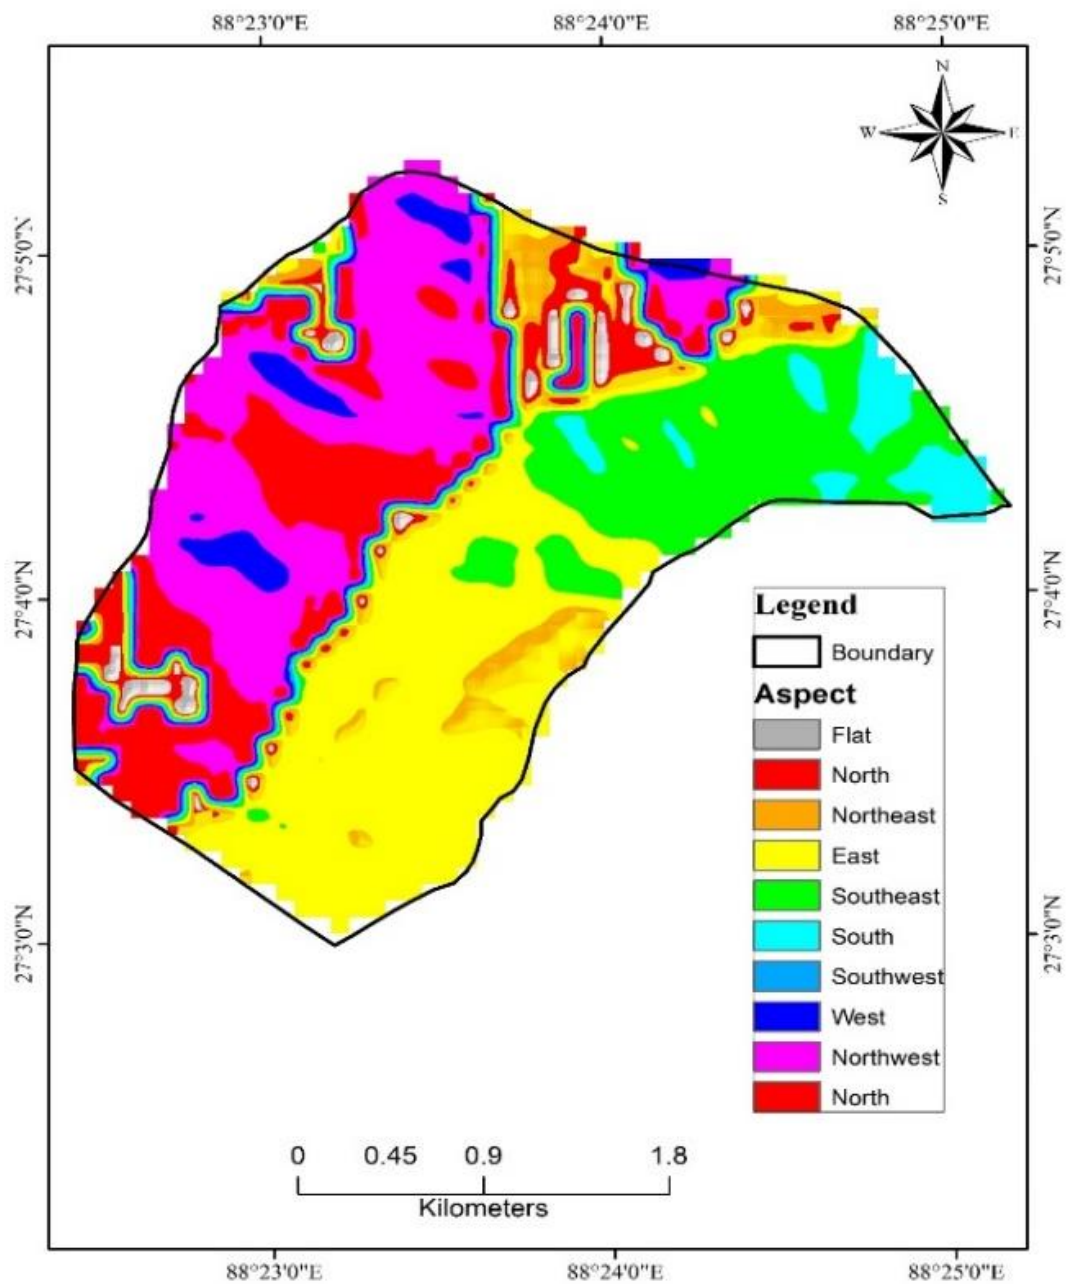 88°23'0"E 88°24'0"E 88°25'0"E
N
W E
S
27°5'0"N 27°5'0"N
27°4'0"N 27°4'0"N
Legend
Boundary
Aspect
Flat
North
Northeast
East
Southeast
27°3'0"N 27°3'0"N
South
Southwest
West
Northwest
North
0 0.45 0.9 1.8
Kilometers
88°23'0"E 88°24'0"E 88°25'0"E